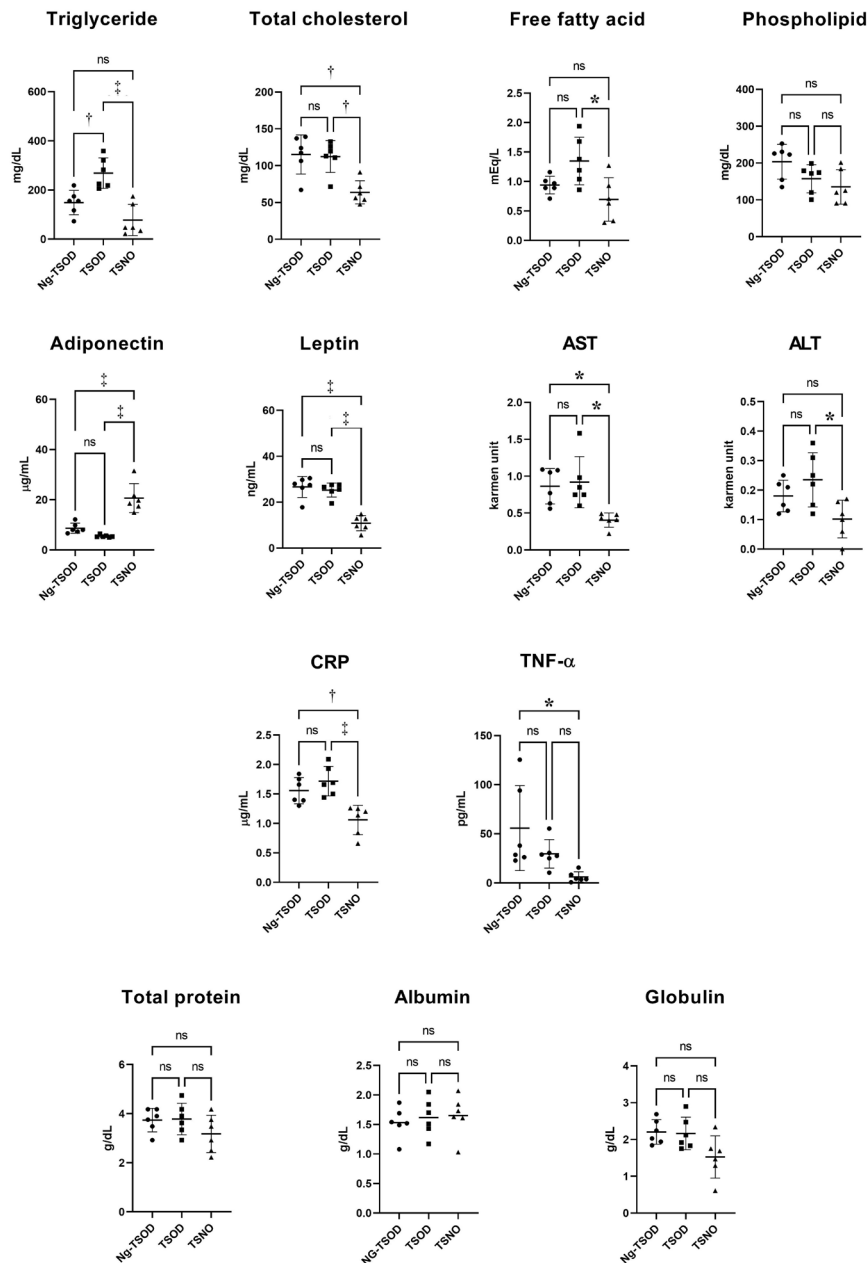 Triglyceride
ns
‡
†
600
400
200
0
mg/dL
Ng-TSOD
TSOD
TSNO
Total cholesterol
†
ns
†
150
100
50
0
mg/dL
Ng-TSOD
TSOD
TSNO
Free fatty acid
ns
ns
*
2.5
2.0
1.5
1.0
0.5
0.0
mEq/L
Ng-TSOD
TSOD
TSNO
Phospholipid
ns
ns
ns
400
300
200
100
0
mg/dL
Ng-TSOD
TSOD
TSNO
Adiponectin
‡
‡
ns
60
40
20
0
μg/mL
Ng-TSOD
TSOD
TSNO
Leptin
‡
‡
ns
60
40
20
0
ng/mL
Ng-TSOD
TSOD
TSNO
AST
*
ns
*
2.0
1.5
1.0
0.5
0.0
karmen unit
Ng-TSOD
TSOD
TSNO
ALT
ns
ns
*
0.5
0.4
0.3
0.2
0.1
0.0
karmen unit
Ng-TSOD
TSOD
TSNO
CRP
†
ns
‡
2.5
2.0
1.5
1.0
0.5
0.0
μg/mL
Ng-TSOD
TSOD
TSNO
TNF-α
*
ns
ns
150
100
50
0
pg/mL
Ng-TSOD
TSOD
TSNO
Total protein
ns
ns
ns
6
4
2
0
g/dL
Ng-TSOD
TSOD
TSNO
Albumin
ns
ns
ns
2.5
2.0
1.5
1.0
0.5
0.0
g/dL
NG-TSOD
TSOD
TSNO
Globulin
ns
ns
ns
4
3
2
1
0
g/dL
Ng-TSOD
TSOD
TSNO